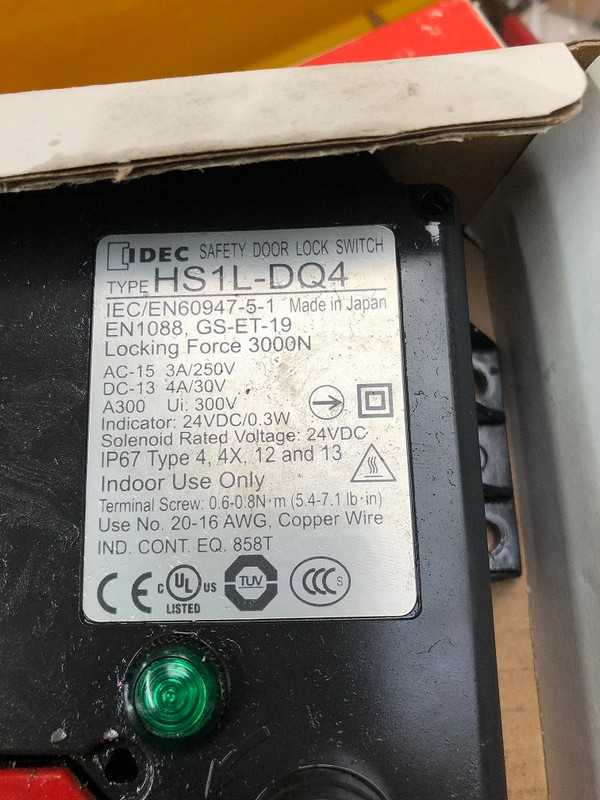 IDEC SAFETY DOOR LOCK SWITCH
TYPE HS1L-DQ4
IEC/EN60947-5-1 Made in Japan
EN1088, GS-ET-19
Locking Force 3000N
AC-15 3A/250V
DC-13 4A/30V
A300 Ui: 300V
Indicator: 24VDC/0.3W
Solenoid Rated Voltage: 24VDC
IP67 Type 4, 4X, 12 and 13
Indoor Use Only
Terminal Screw: 0.6-0.8N·m (5.4-7.1 lb·in)
Use No. 20-16 AWG, Copper Wire
IND. CONT. EQ. 858T
CE C UL US LISTED TUV CCC S